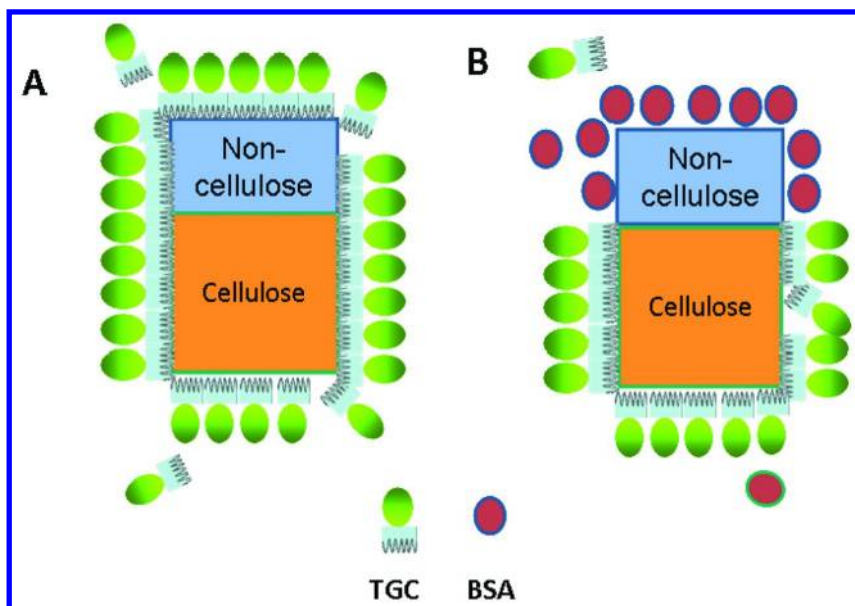 A
B
Non-
cellulose
Cellulose
Non-
cellulose
Cellulose
TGC
BSA